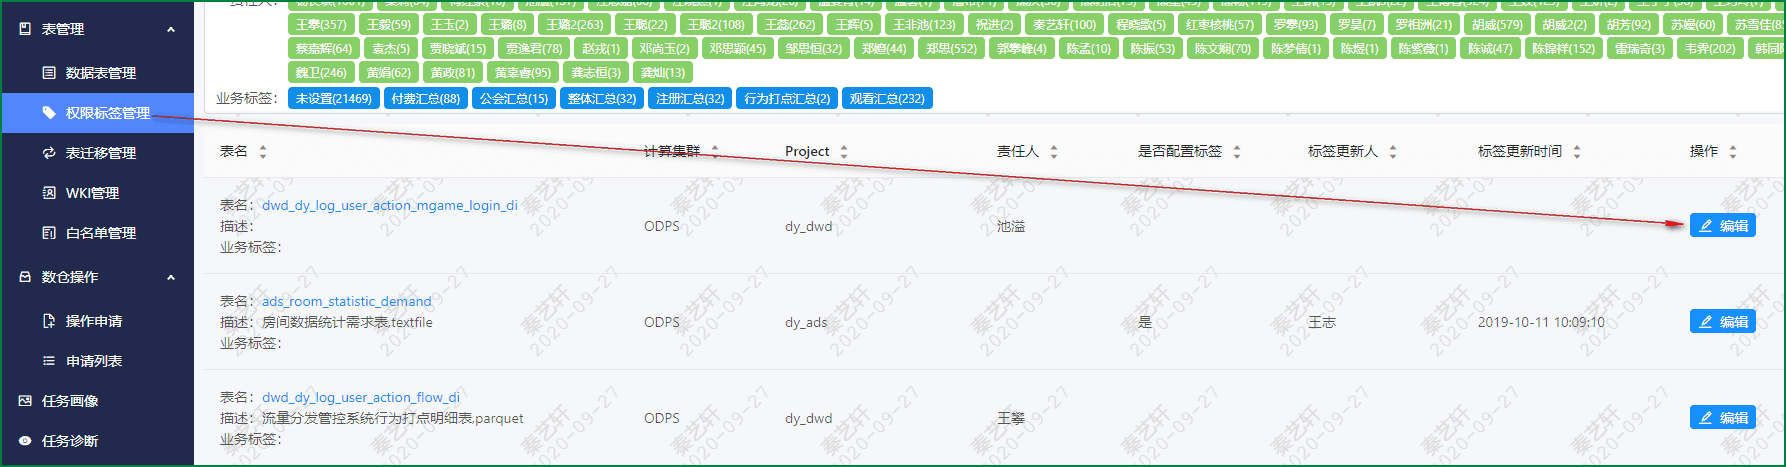 表管理
数据表管理
权限标签管理
表迁移管理
WKI管理
白名单管理
数仓操作
操作申请
申请列表
任务画像
任务诊断
王攀(357) 王毅(59) 王玉(2) 王璐(8) 王璐2(263) 王聪(22) 王聪2(108) 王蕊(262) 王辉(5) 王非池(123) 祝进(2) 秦艺轩(100) 程晓歌(5) 红枣核桃(57) 罗攀(93) 罗昊(7) 罗柏洲(21) 胡威(579) 胡威2(2) 胡芳(92) 苏嫚(60)
蔡嘉辉(64) 袁杰(5) 贾晓斌(15) 贾逸君(78) 赵戎(1) 邓尚玉(2) 邓思颖(45) 邹思恒(32) 郑嫄(44) 郑思(552) 郭攀峰(4) 陈孟(10) 陈振(53) 陈文娴(70) 陈梦倩(1) 陈煜(1) 陈紫薇(1) 陈诚(47) 陈锦祥(152) 雷瑞奇(3) 韦霁(202)
魏卫(246) 黄娟(62) 黄政(81) 黄睾睿(95) 龚志恒(3) 龚灿(13)
业务标签： 未设置(21469) 付费汇总(88) 公会汇总(15) 整体汇总(32) 注册汇总(32) 行为打点汇总(2) 观看汇总(232)
表名 计算集群 Project 责任人 是否配置标签 标签更新人 标签更新时间 操作
表名：dwd_dy_log_user_action_mgame_login_di
描述：
业务标签：
ODPS dy_dwd 池溢 编辑
表名：ads_room_statistic_demand
描述：房间数据统计需求表,textfile
业务标签：
ODPS dy_ads 是 王志 2019-10-11 10:09:10 编辑
表名：dwd_dy_log_user_action_flow_di
描述：流量分发管控系统行为打点明细表,parquet
业务标签：
ODPS dy_dwd 王攀 编辑
秦艺轩
2020-09-27